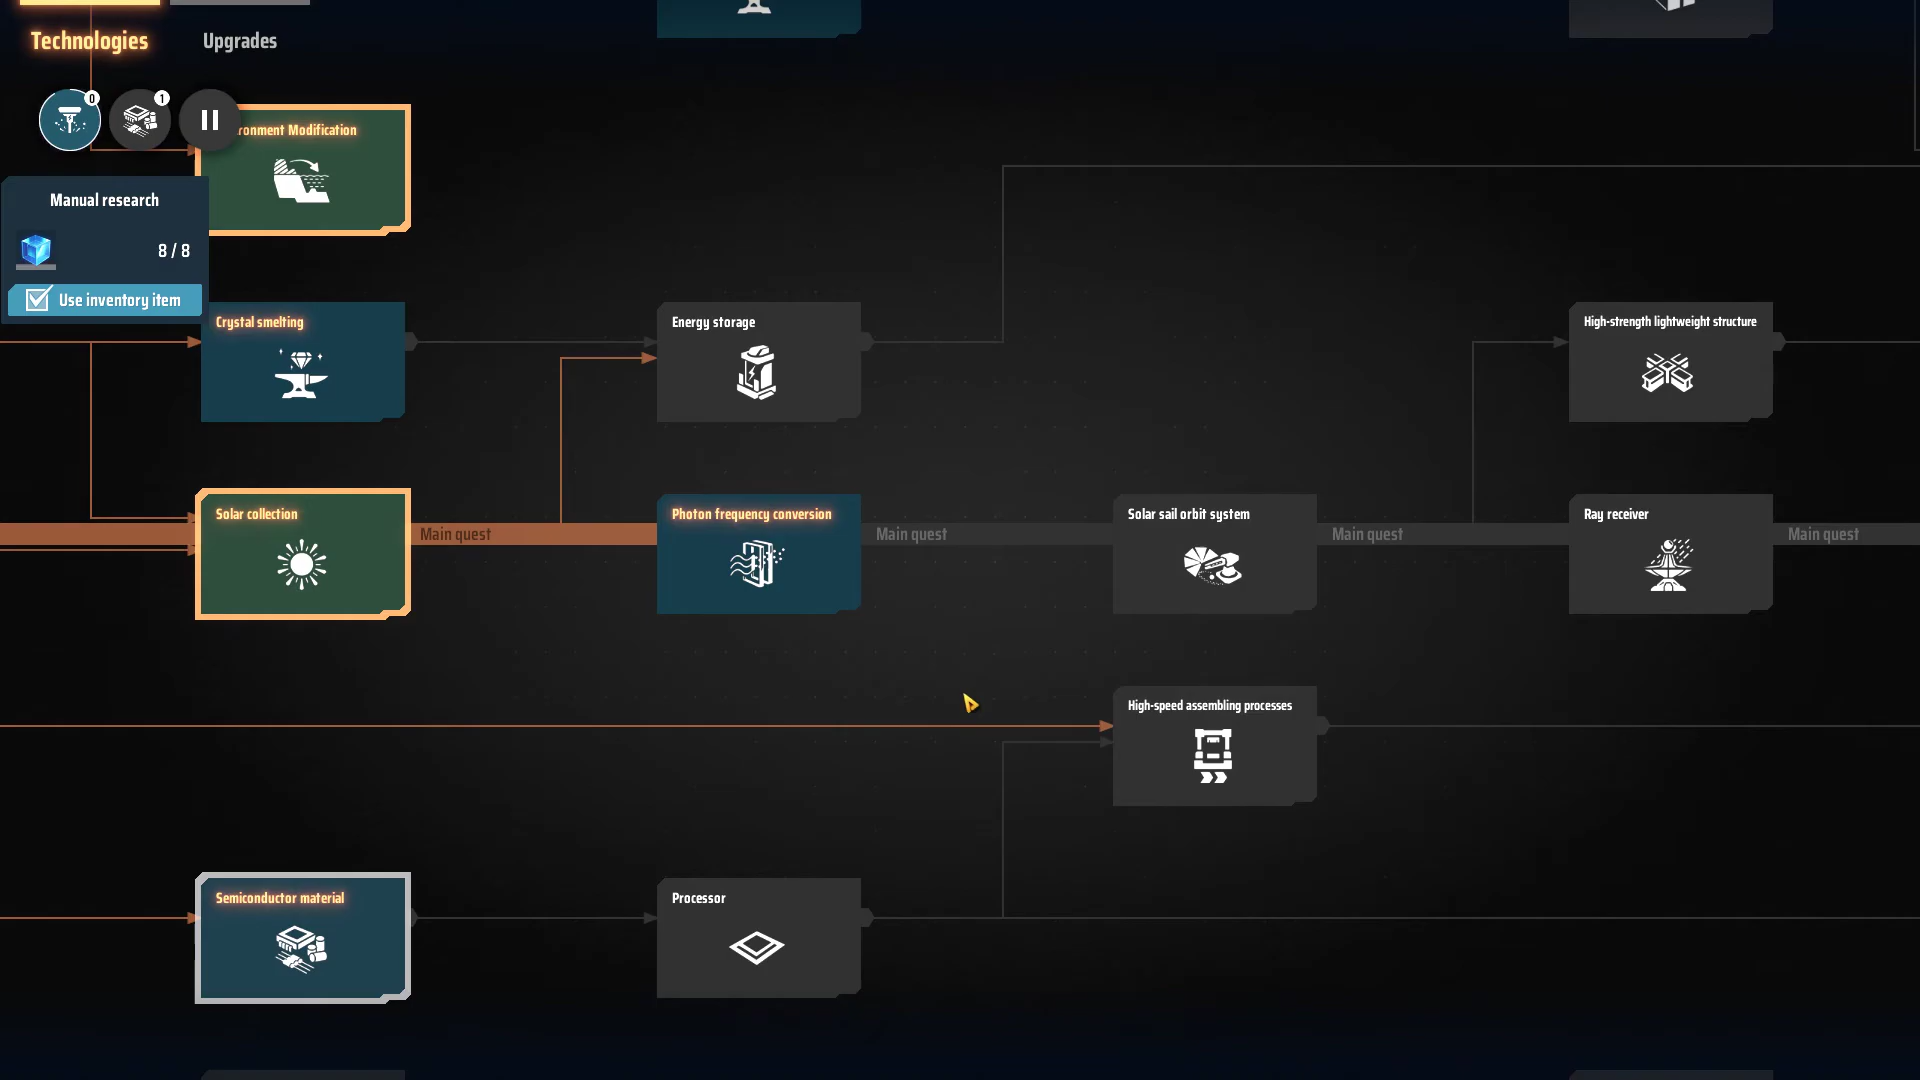 Technologies
Upgrades
0
1
ronment Modification
Manual research
8 / 8
Use inventory item
Crystal smelting
Energy storage
High-strength lightweight structure
Solar collection
Main quest
Photon frequency conversion
Main quest
Solar sail orbit system
Main quest
Ray receiver
Main quest
High-speed assembling processes
Semiconductor material
Processor